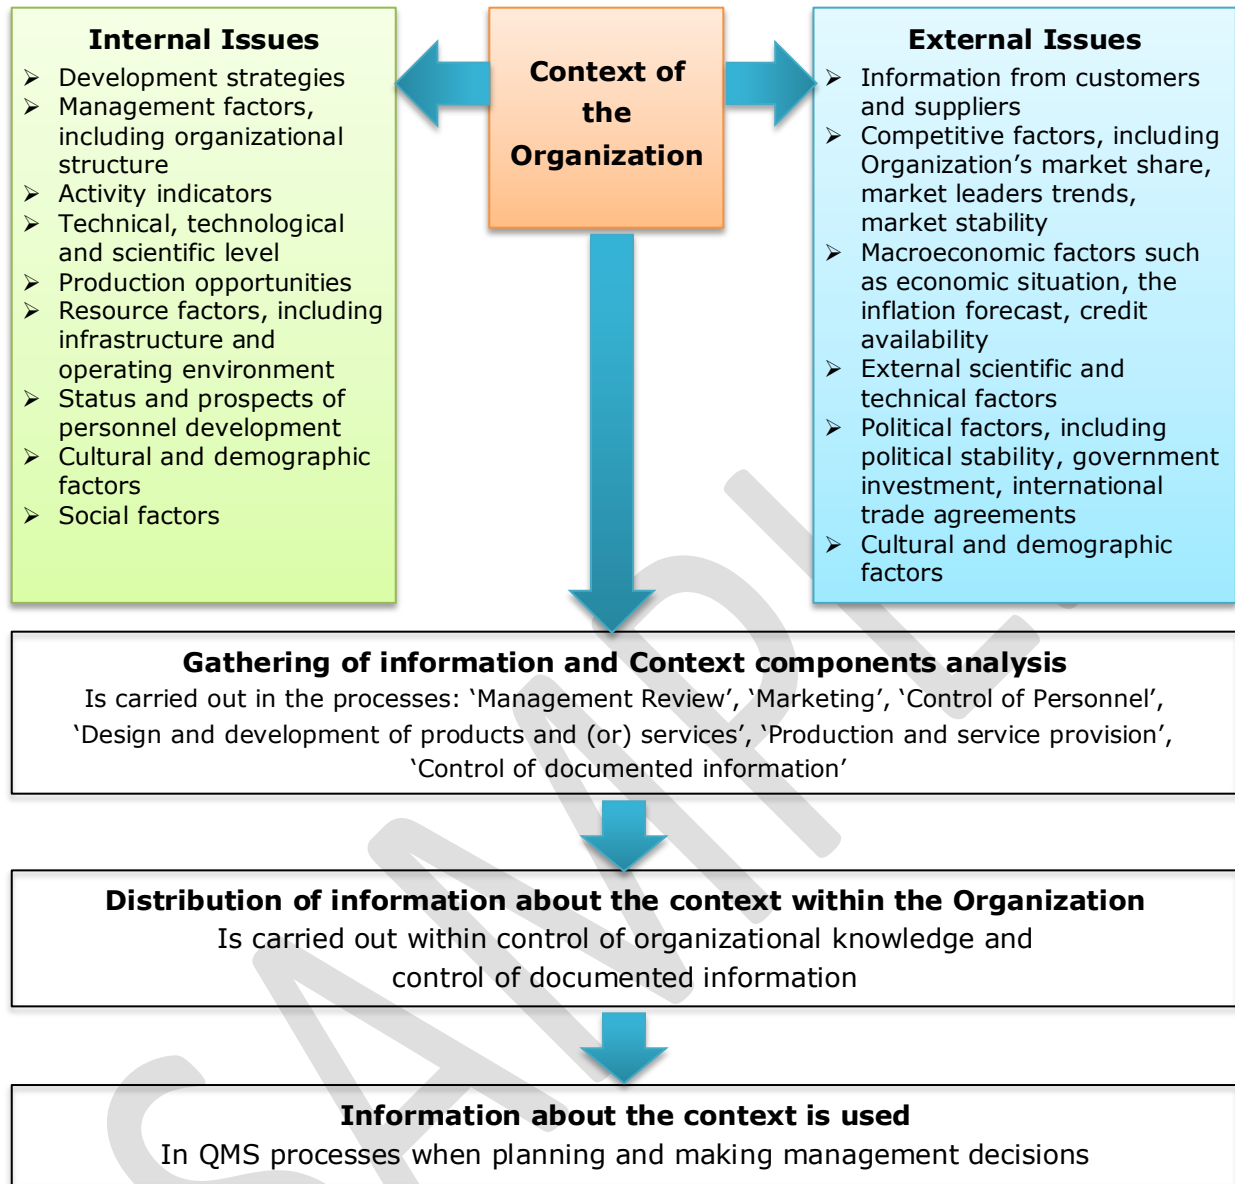 Internal Issues
➢ Development strategies
➢ Management factors,
including organizational
structure
➢ Activity indicators
➢ Technical, technological
and scientific level
➢ Production opportunities
➢ Resource factors, including
infrastructure and
operating environment
➢ Status and prospects of
personnel development
➢ Cultural and demographic
factors
➢ Social factors
Context of
the
Organization
External Issues
➢ Information from customers
and suppliers
➢ Competitive factors, including
Organization’s market share,
market leaders trends,
market stability
➢ Macroeconomic factors such
as economic situation, the
inflation forecast, credit
availability
➢ External scientific and
technical factors
➢ Political factors, including
political stability, government
investment, international
trade agreements
➢ Cultural and demographic
factors
Gathering of information and Context components analysis
Is carried out in the processes: ‘Management Review’, ‘Marketing’, ‘Control of Personnel’,
‘Design and development of products and (or) services’, ‘Production and service provision’,
‘Control of documented information’
Distribution of information about the context within the Organization
Is carried out within control of organizational knowledge and
control of documented information
Information about the context is used
In QMS processes when planning and making management decisions
SAMPL